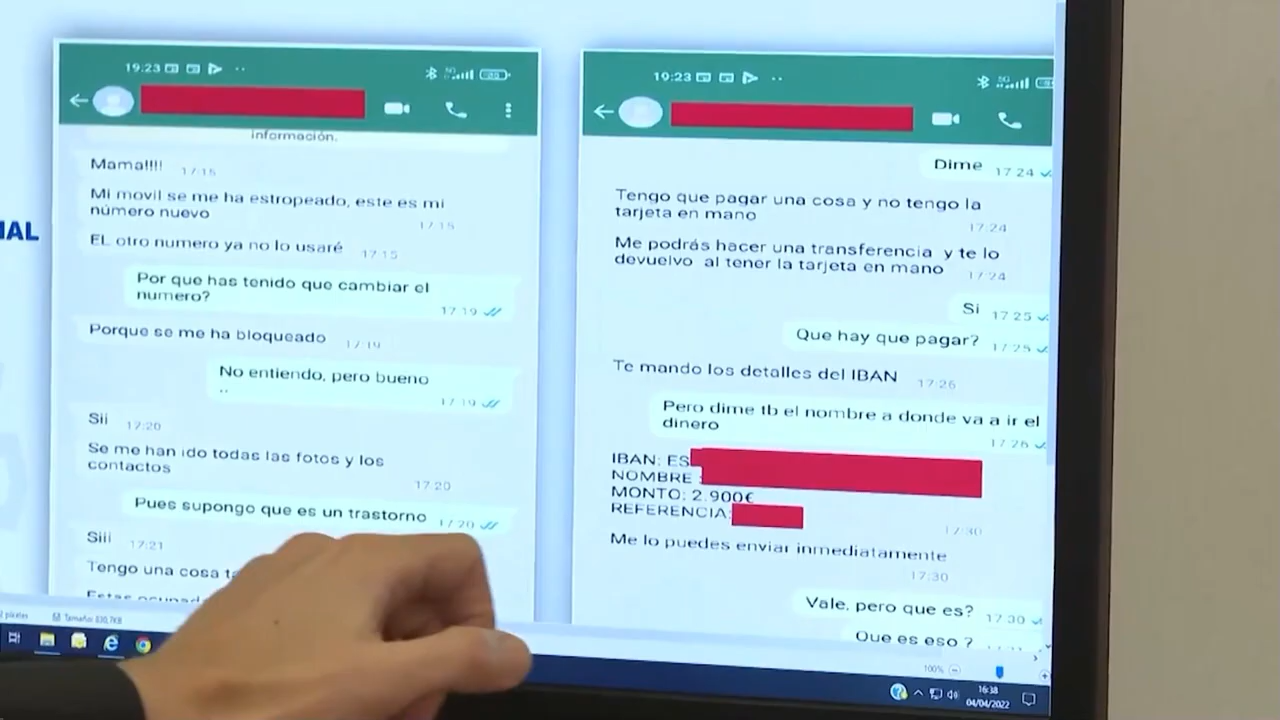 IAL
19:23
información.
Mama!!!! 17:15
Mi movil se me ha estropeado, este es mi
número nuevo
17:15
EL otro numero ya no lo usaré 17:15
Por que has tenido que cambiar el
numero?
17:19
Porque se me ha bloqueado 17:19
No entiendo, pero bueno
..
17:19
Sii 17:20
Se me han ido todas las fotos y los
contactos
17:20
Pues supongo que es un trastorno 17:20
Siii 17:21
Tengo una cosa
19:23
Dime 17:24
Tengo que pagar una cosa y no tengo la
tarjeta en mano
17:24
Me podrás hacer una transferencia y te lo
devuelvo al tener la tarjeta en mano 17:24
Si 17:25
Que hay que pagar? 17:25
Te mando los detalles del IBAN 17:26
Pero dime tb el nombre a donde va a ir el
dinero
17:26
IBAN: ES
NOMBRE :
MONTO: 2.900€
REFERENCIA:
17:30
Me lo puedes enviar inmediatamente
17:30
Vale, pero que es? 17:30
Que es eso ?
Tamaño: 830,7KB
100%
16:38
04/04/2022